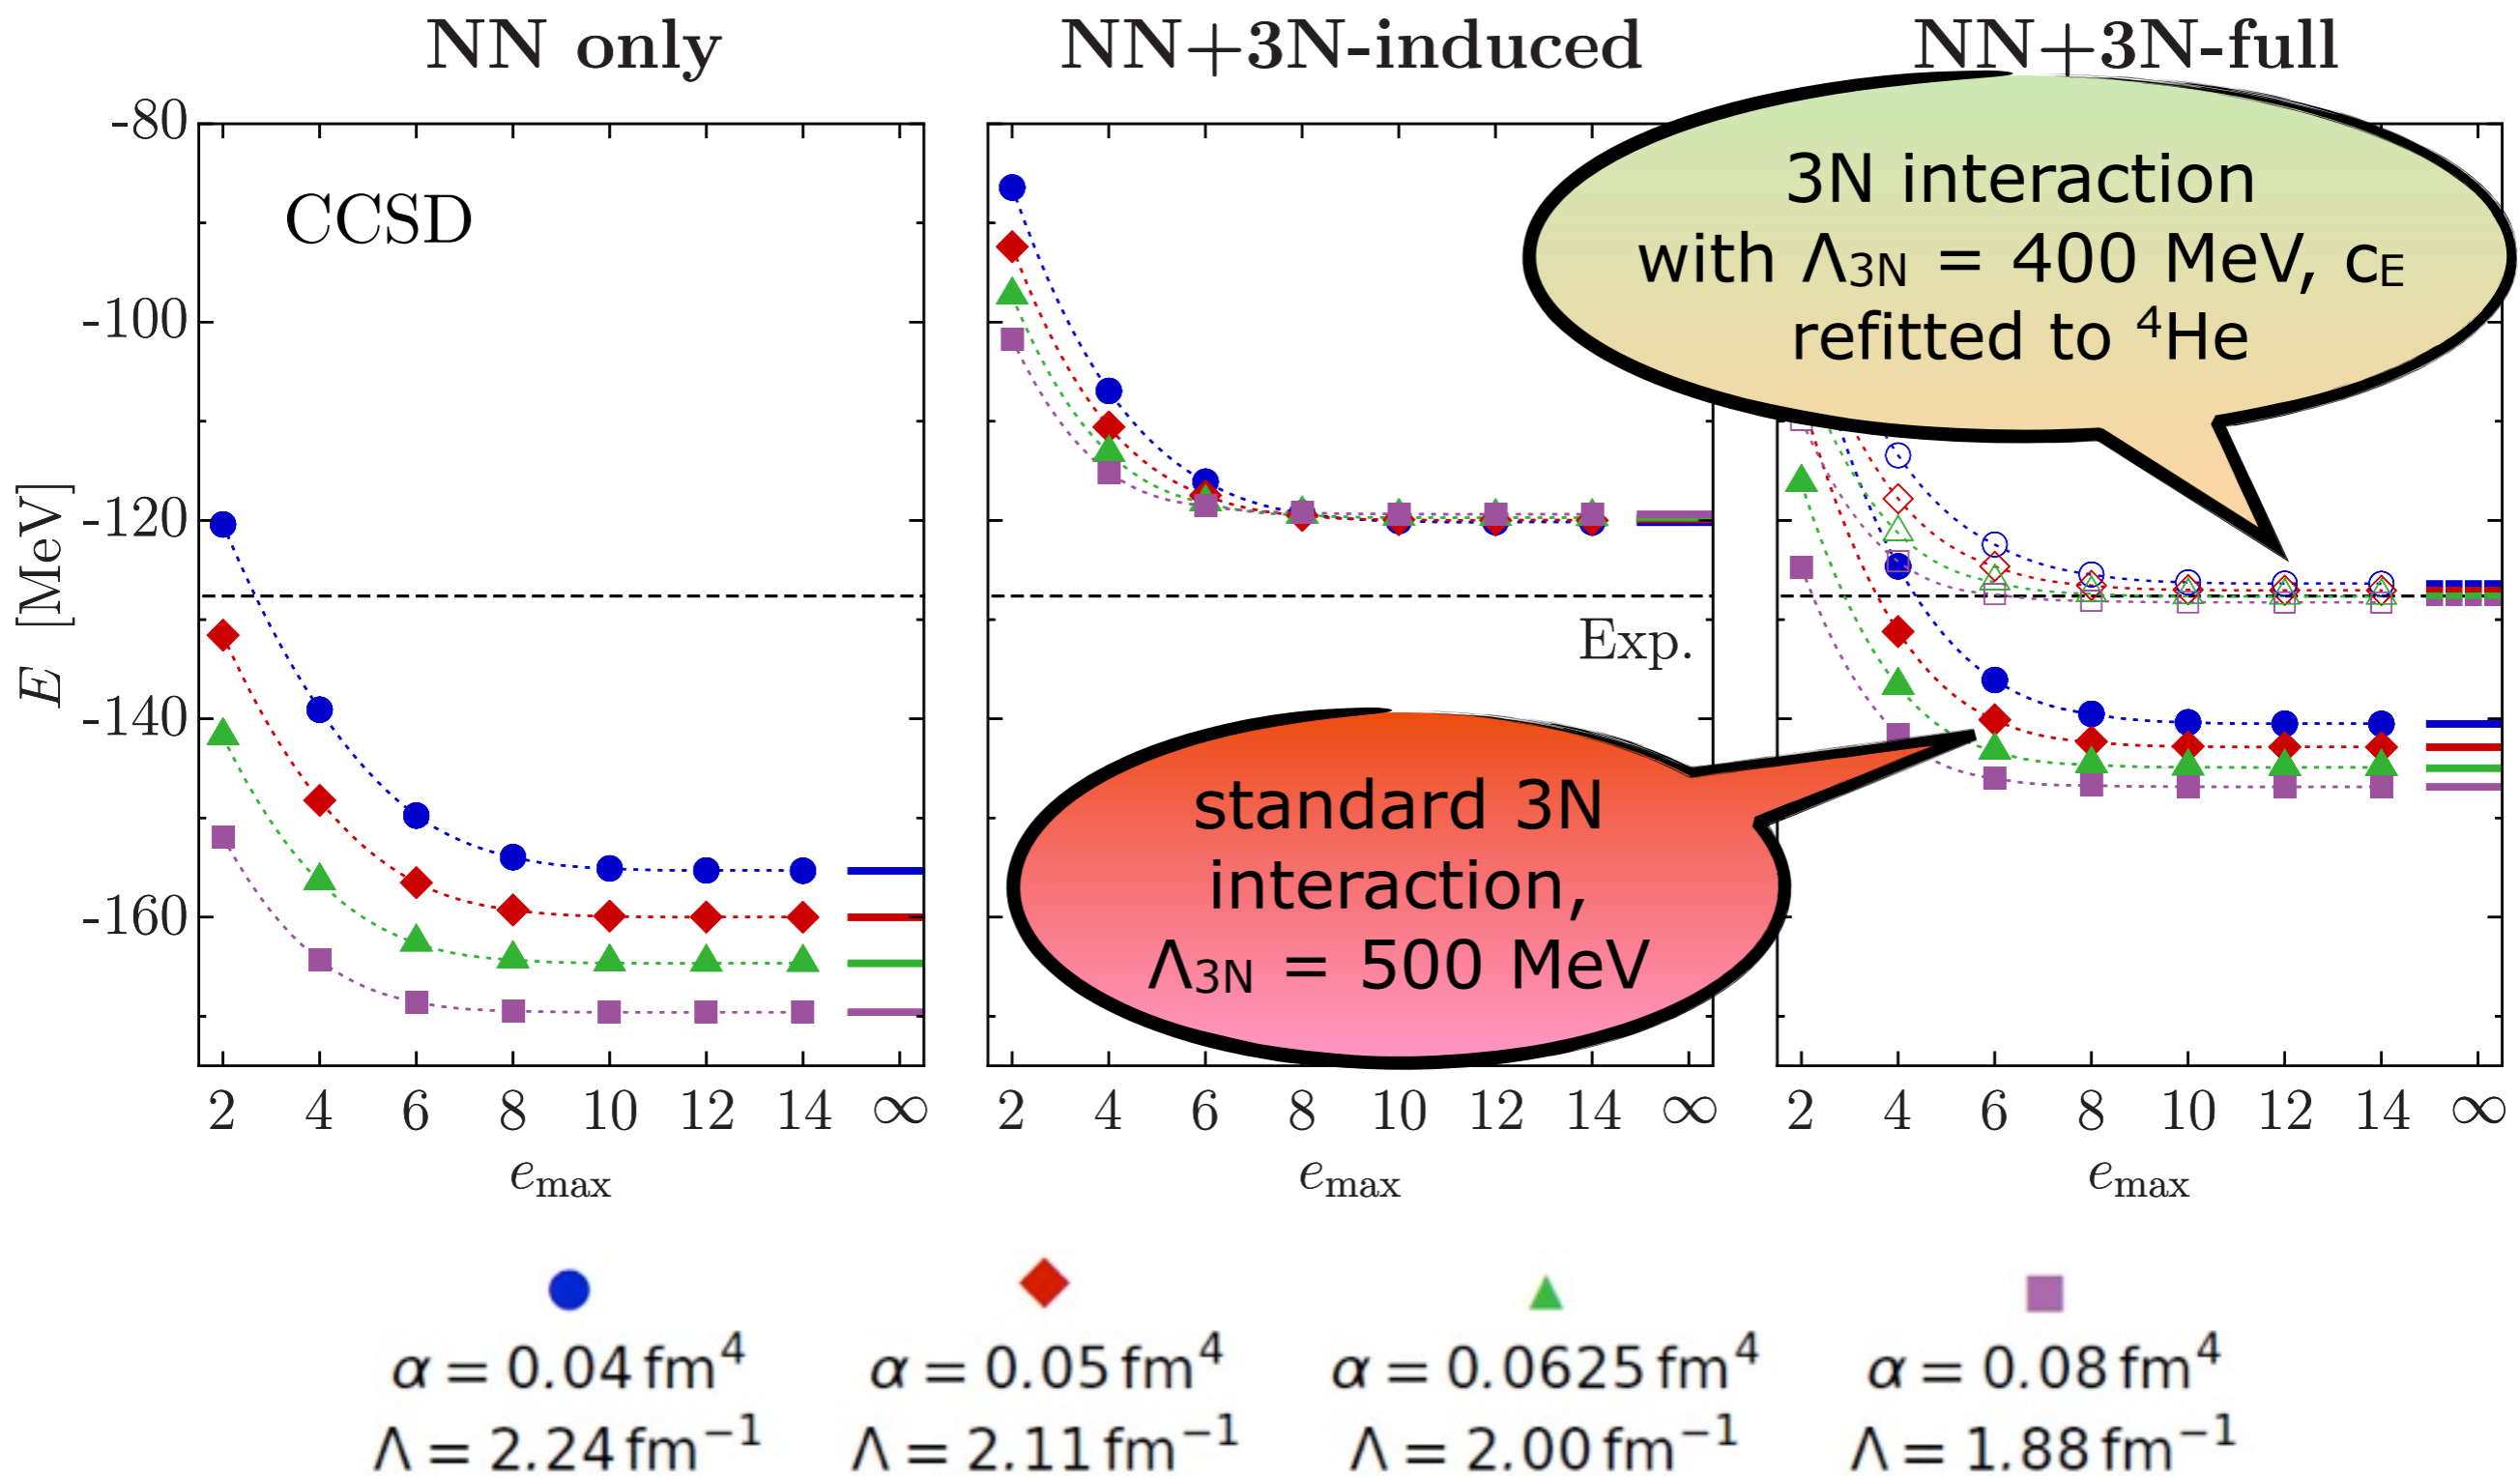 NN only
NN+3N-induced
NN+3N-full
-80
-100
-120
-140
-160
E [MeV]
CCSD
3N interaction
with Λ3N = 400 MeV, cE
refitted to ⁴He
Exp.
standard 3N
interaction,
Λ3N = 500 MeV
2 4 6 8 10 12 14 ∞
2 4 6 8 10 12 14 ∞
2 4 6 8 10 12 14 ∞
emax
emax
emax
α = 0.04 fm⁴
Λ = 2.24 fm⁻¹
α = 0.05 fm⁴
Λ = 2.11 fm⁻¹
α = 0.0625 fm⁴
Λ = 2.00 fm⁻¹
α = 0.08 fm⁴
Λ = 1.88 fm⁻¹